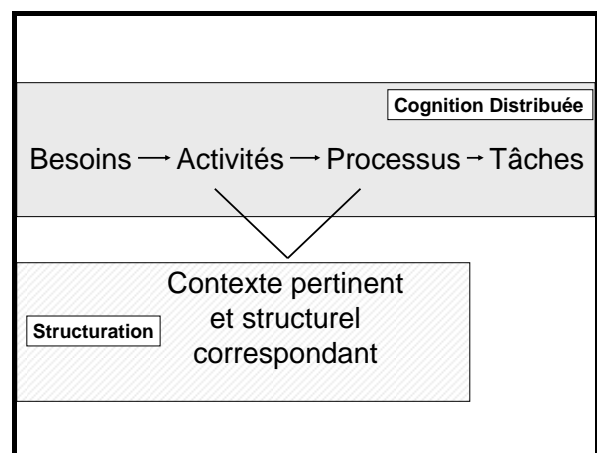 Cognition Distribuée
Besoins → Activités → Processus → Tâches
Contexte pertinent
et structurel
correspondant
Structuration